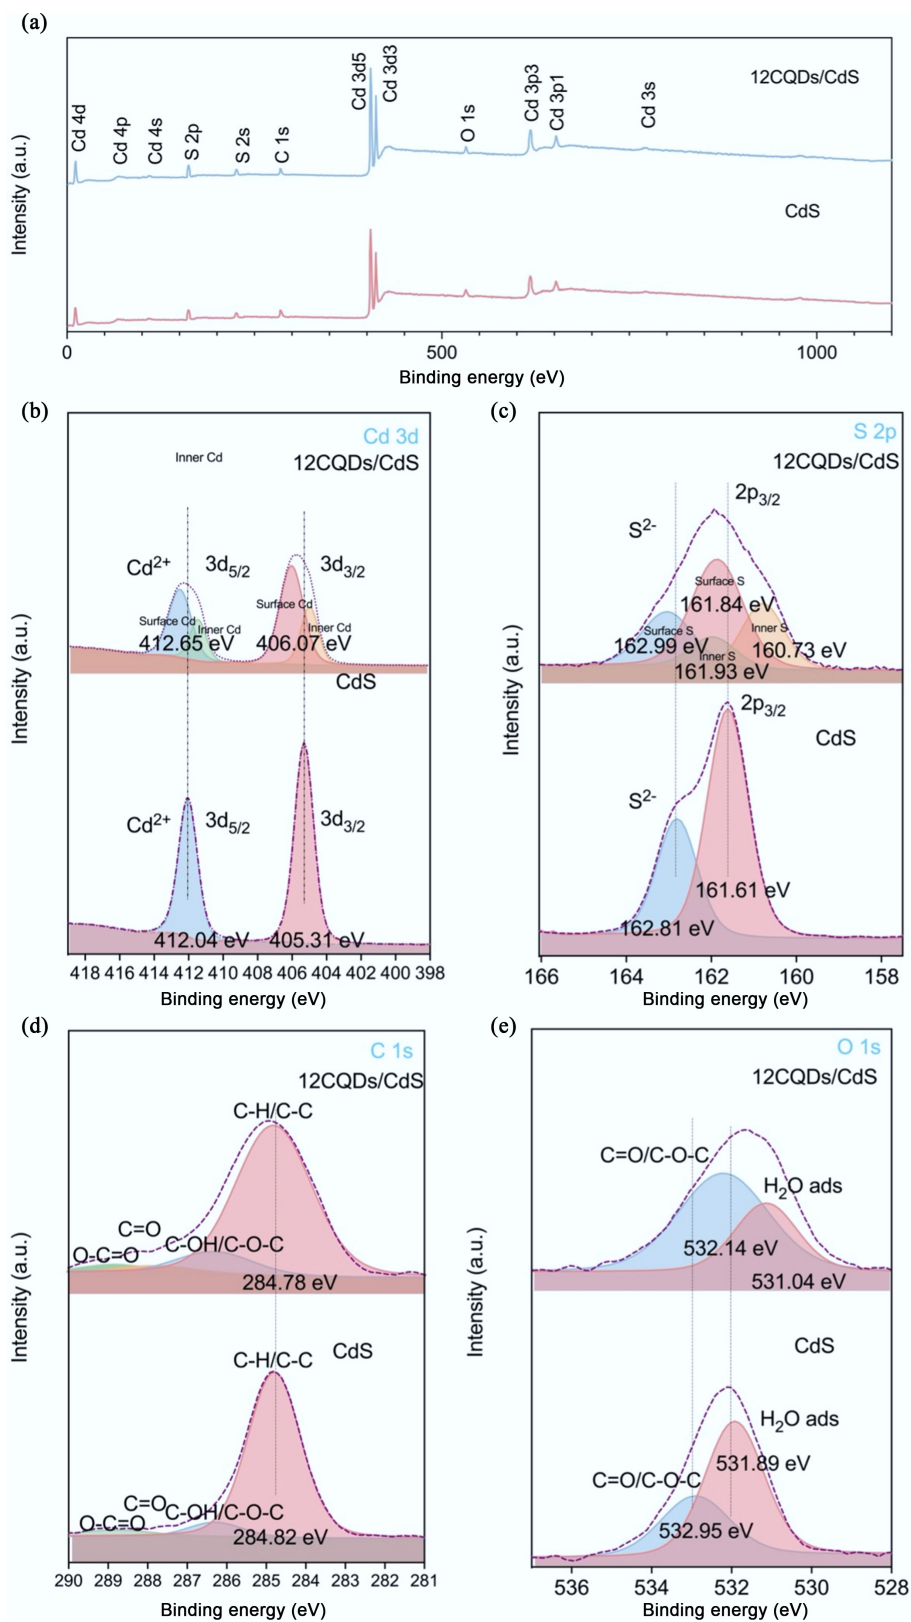 (a)
Cd 4d
Cd 4p
Cd 4s
S 2p
S 2s
C 1s
Cd 3d5
Cd 3d3
O 1s
Cd 3p3
Cd 3p1
Cd 3s
12CQDs/CdS
CdS
Intensity (a.u.)
0 500 1000
Binding energy (eV)
(b)
Cd 3d
Inner Cd
12CQDs/CdS
Cd2+ 3d5/2 3d3/2
Surface Cd Inner Cd Surface Cd Inner Cd
412.65 eV 406.07 eV
CdS
Cd2+ 3d5/2 3d3/2
412.04 eV 405.31 eV
Intensity (a.u.)
418 416 414 412 410 408 406 404 402 400 398
Binding energy (eV)
(c)
S 2p
12CQDs/CdS
2p3/2
S2-
Surface S
161.84 eV
Surface S Inner S
162.99 eV 160.73 eV
Inner S
161.93 eV
2p3/2
CdS
S2-
161.61 eV
162.81 eV
Intensity (a.u.)
166 164 162 160 158
Binding energy (eV)
(d)
C 1s
12CQDs/CdS
C-H/C-C
C=O
O-C=O C-OH/C-O-C
284.78 eV
C-H/C-C CdS
C=O C-OH/C-O-C
O-C=O
284.82 eV
Intensity (a.u.)
290 289 288 287 286 285 284 283 282 281
Binding energy (eV)
(e)
O 1s
12CQDs/CdS
C=O/C-O-C
H2O ads
532.14 eV
531.04 eV
CdS
H2O ads
531.89 eV
C=O/C-O-C
532.95 eV
Intensity (a.u.)
536 534 532 530 528
Binding energy (eV)